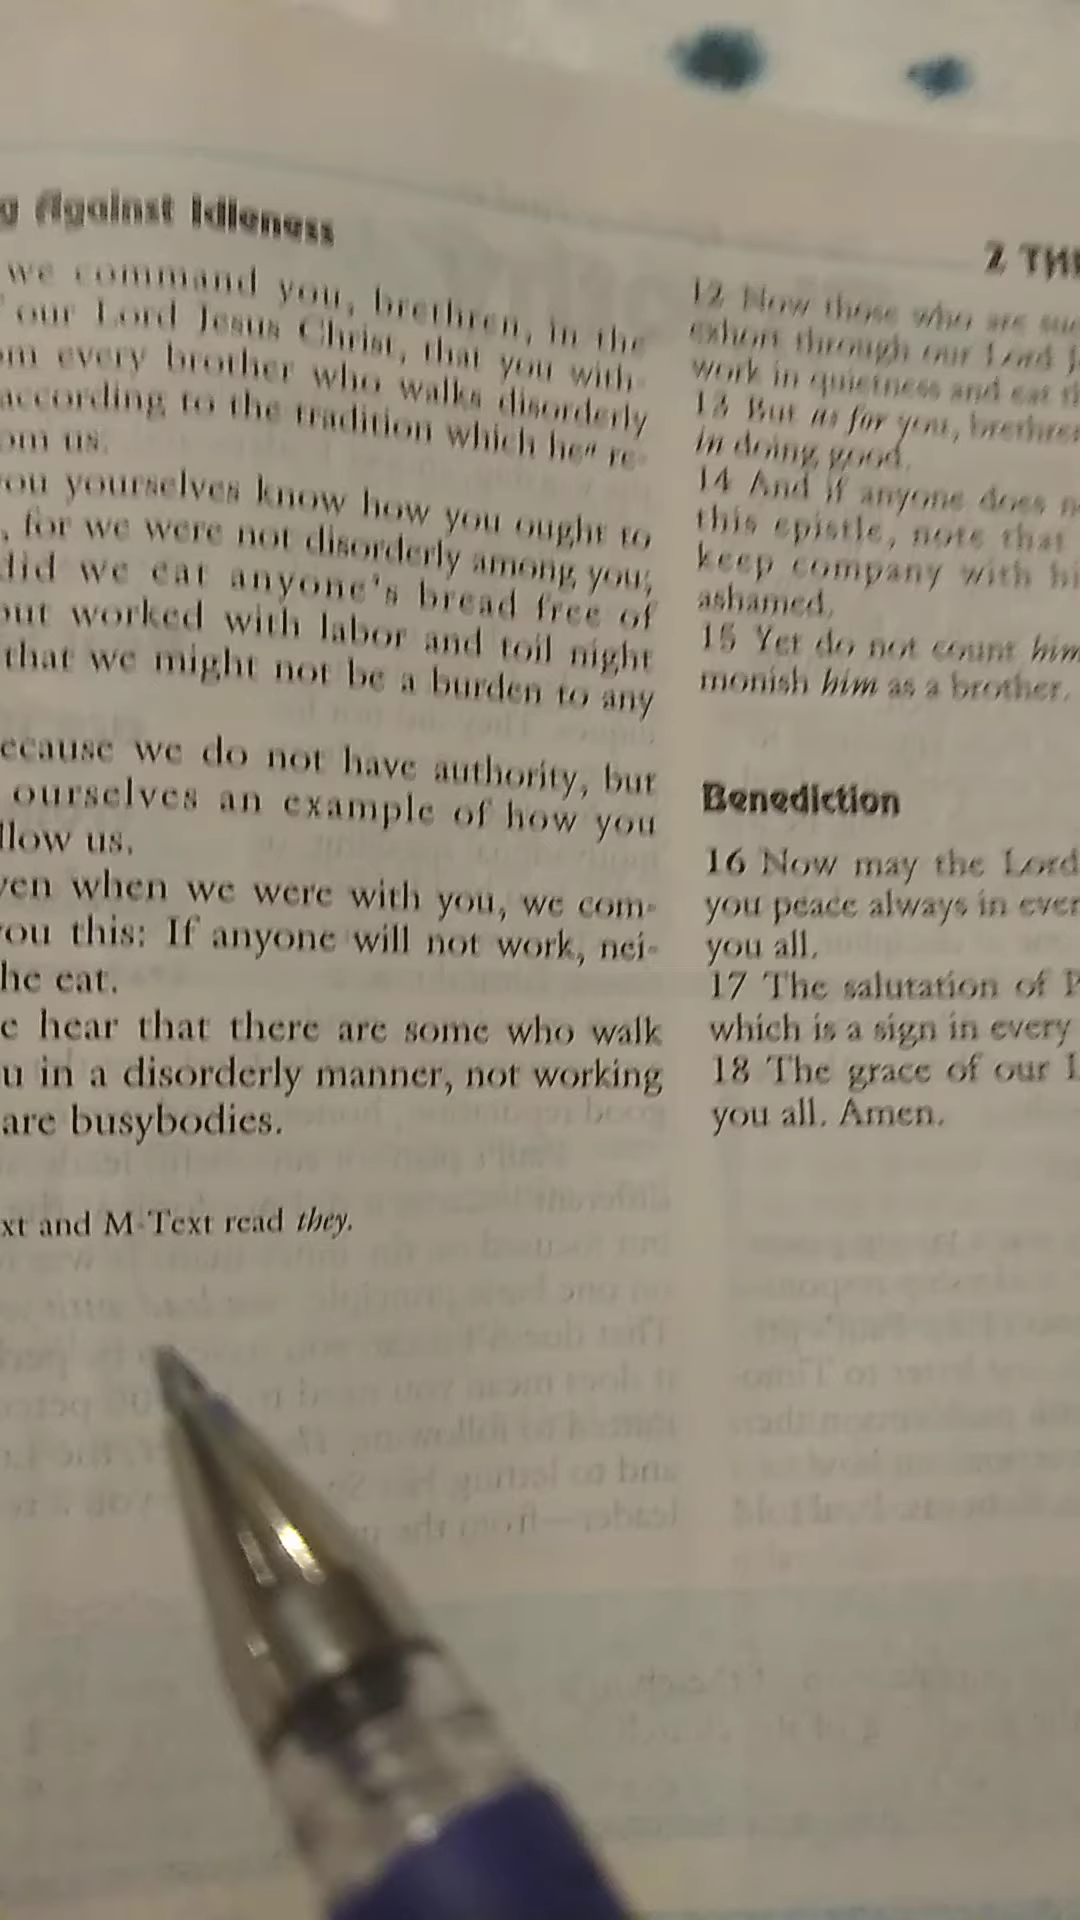 g Against Idleness
we command you, brethren, in the
our Lord Jesus Christ, that you with-
om every brother who walks disorderly
according to the tradition which heª re-
om us.
ou yourselves know how you ought to
, for we were not disorderly among you;
did we eat anyone's bread free of
out worked with labor and toil night
that we might not be a burden to any
ecause we do not have authority, but
ourselves an example of how you
llow us.
ven when we were with you, we com-
you this: If anyone will not work, nei-
he eat.
e hear that there are some who walk
u in a disorderly manner, not working
are busybodies.
xt and M-Text read they.
2 THE
12 Now those who are suc
exhort through our Lord J
work in quietness and eat th
13 But as for you, brethren
in doing good.
14 And if anyone does n
this epistle, note that
keep company with hi
ashamed.
15 Yet do not count him
monish him as a brother.
Benediction
16 Now may the Lord
you peace always in ever
you all.
17 The salutation of P
which is a sign in every
18 The grace of our L
you all. Amen.